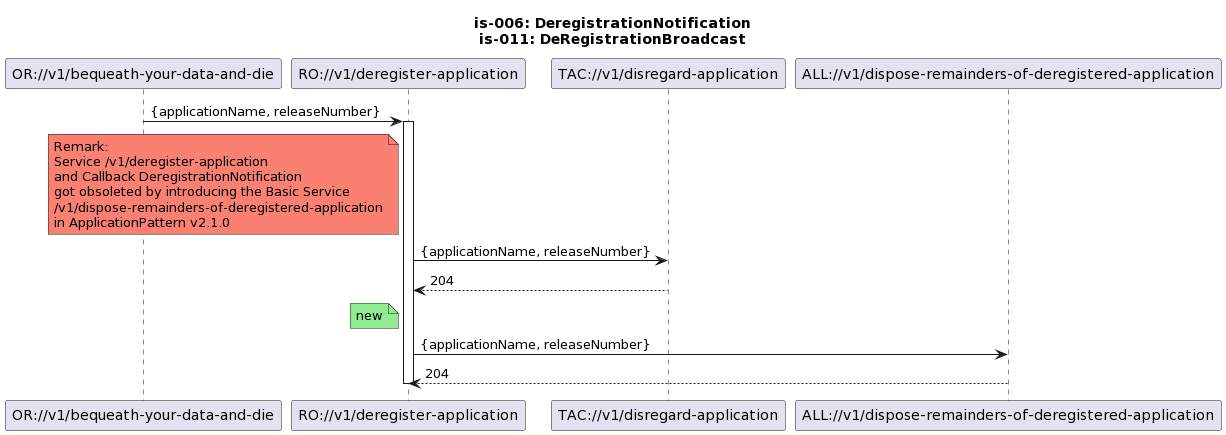 is-006: DeregistrationNotification
is-011: DeRegistrationBroadcast
OR://v1/bequeath-your-data-and-die
RO://v1/deregister-application
TAC://v1/disregard-application
ALL://v1/dispose-remainders-of-deregistered-application
{applicationName, releaseNumber}
Remark:
Service /v1/deregister-application
and Callback DeregistrationNotification
got obsoleted by introducing the Basic Service
/v1/dispose-remainders-of-deregistered-application
in ApplicationPattern v2.1.0
{applicationName, releaseNumber}
204
new
{applicationName, releaseNumber}
204
OR://v1/bequeath-your-data-and-die
RO://v1/deregister-application
TAC://v1/disregard-application
ALL://v1/dispose-remainders-of-deregistered-application